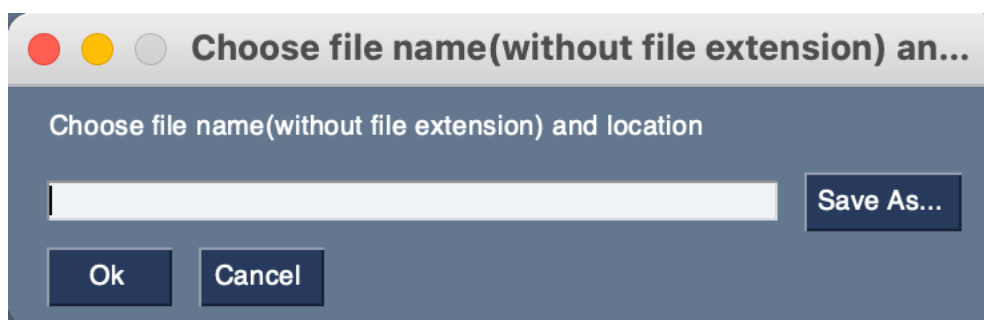 Choose file name(without file extension) an...
Choose file name(without file extension) and location
Save As...
Ok
Cancel